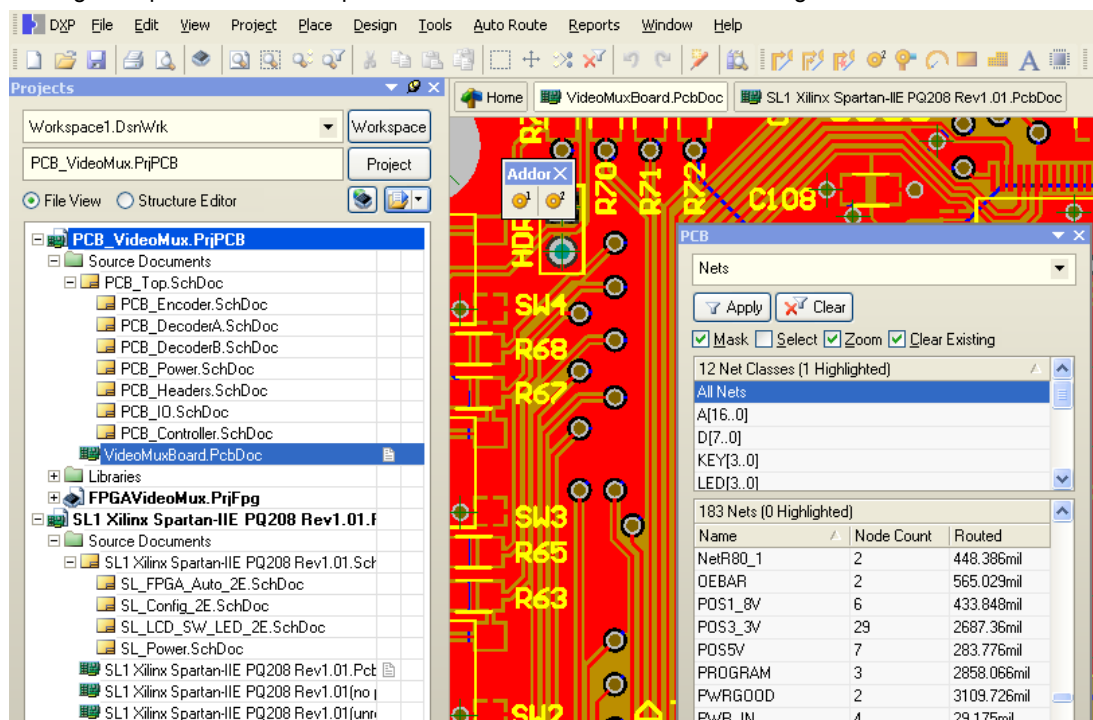 DXP File Edit View Project Place Design Tools Auto Route Reports Window Help
Projects
Workspace1.DsnWrk Workspace
PCB_VideoMux.PrjPCB Project
File View Structure Editor
PCB_VideoMux.PrjPCB
Source Documents
PCB_Top.SchDoc
PCB_Encoder.SchDoc
PCB_DecoderA.SchDoc
PCB_DecoderB.SchDoc
PCB_Power.SchDoc
PCB_Headers.SchDoc
PCB_IO.SchDoc
PCB_Controller.SchDoc
VideoMuxBoard.PcbDoc
Libraries
FPGAVideoMux.PrjFpg
SL1 Xilinx Spartan-IIE PQ208 Rev1.01.
Source Documents
SL1 Xilinx Spartan-IIE PQ208 Rev1.01.Sch
SL_FPGA_Auto_2E.SchDoc
SL_Config_2E.SchDoc
SL_LCD_SW_LED_2E.SchDoc
SL_Power.SchDoc
SL1 Xilinx Spartan-IIE PQ208 Rev1.01.Pcb
SL1 Xilinx Spartan-IIE PQ208 Rev1.01(no
SL1 Xilinx Spartan-IIE PQ208 Rev1.01(unr
Home VideoMuxBoard.PcbDoc SL1 Xilinx Spartan-IIE PQ208 Rev1.01.PcbDoc
Addor
R70
R71
R72
C108
HDR
SW4
R68
R67
SW3
R65
R63
SW2
PCB
Nets
Apply Clear
Mask Select Zoom Clear Existing
12 Net Classes (1 Highlighted)
All Nets
A[16..0]
D[7..0]
KEY[3..0]
LED[3..0]
183 Nets (0 Highlighted)
Name Node Count Routed
NetR80_1 2 448.386mil
OEBAR 2 565.029mil
POS1_8V 6 433.848mil
POS3_3V 29 2687.36mil
POS5V 7 283.776mil
PROGRAM 3 2858.066mil
PWRGOOD 2 3109.726mil
PWR_IN 4 29.175mil